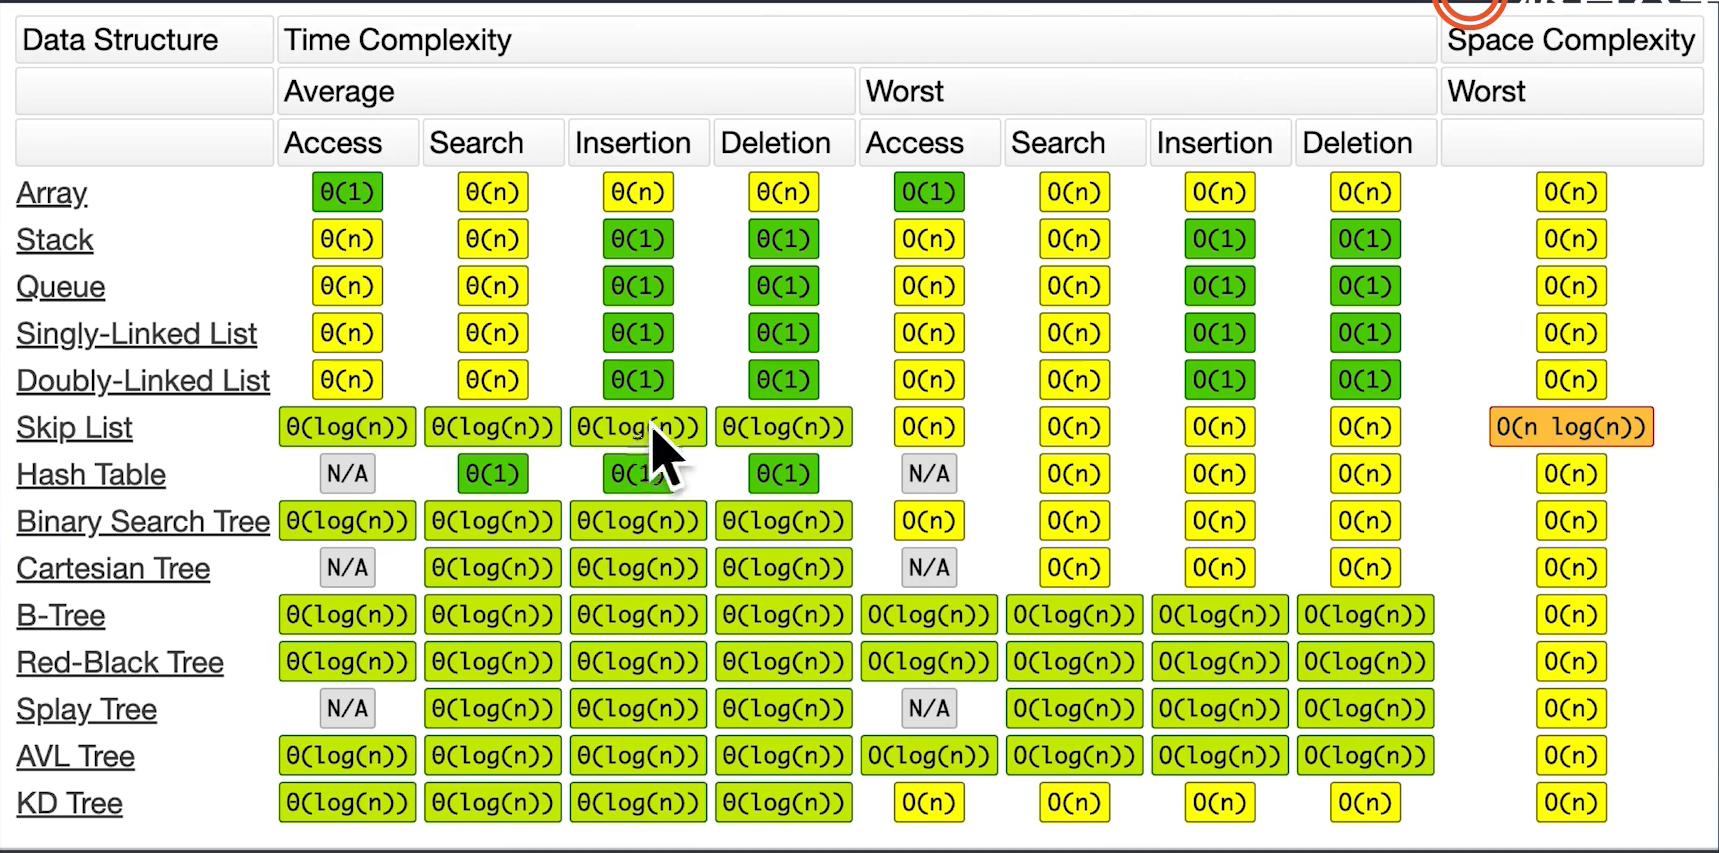 Data Structure Time Complexity Space Complexity
Average Worst Worst
Access Search Insertion Deletion Access Search Insertion Deletion
Array Θ(1) Θ(n) Θ(n) Θ(n) O(1) O(n) O(n) O(n) O(n)
Stack Θ(n) Θ(n) Θ(1) Θ(1) O(n) O(n) O(1) O(1) O(n)
Queue Θ(n) Θ(n) Θ(1) Θ(1) O(n) O(n) O(1) O(1) O(n)
Singly-Linked List Θ(n) Θ(n) Θ(1) Θ(1) O(n) O(n) O(1) O(1) O(n)
Doubly-Linked List Θ(n) Θ(n) Θ(1) Θ(1) O(n) O(n) O(1) O(1) O(n)
Skip List Θ(log(n)) Θ(log(n)) Θ(log(n)) Θ(log(n)) O(n) O(n) O(n) O(n) O(n log(n))
Hash Table N/A Θ(1) Θ(1) Θ(1) N/A O(n) O(n) O(n) O(n)
Binary Search Tree Θ(log(n)) Θ(log(n)) Θ(log(n)) Θ(log(n)) O(n) O(n) O(n) O(n) O(n)
Cartesian Tree N/A Θ(log(n)) Θ(log(n)) Θ(log(n)) N/A O(n) O(n) O(n) O(n)
B-Tree Θ(log(n)) Θ(log(n)) Θ(log(n)) Θ(log(n)) O(log(n)) O(log(n)) O(log(n)) O(log(n)) O(n)
Red-Black Tree Θ(log(n)) Θ(log(n)) Θ(log(n)) Θ(log(n)) O(log(n)) O(log(n)) O(log(n)) O(log(n)) O(n)
Splay Tree N/A Θ(log(n)) Θ(log(n)) Θ(log(n)) N/A O(log(n)) O(log(n)) O(log(n)) O(n)
AVL Tree Θ(log(n)) Θ(log(n)) Θ(log(n)) Θ(log(n)) O(log(n)) O(log(n)) O(log(n)) O(log(n)) O(n)
KD Tree Θ(log(n)) Θ(log(n)) Θ(log(n)) Θ(log(n)) O(n) O(n) O(n) O(n) O(n)